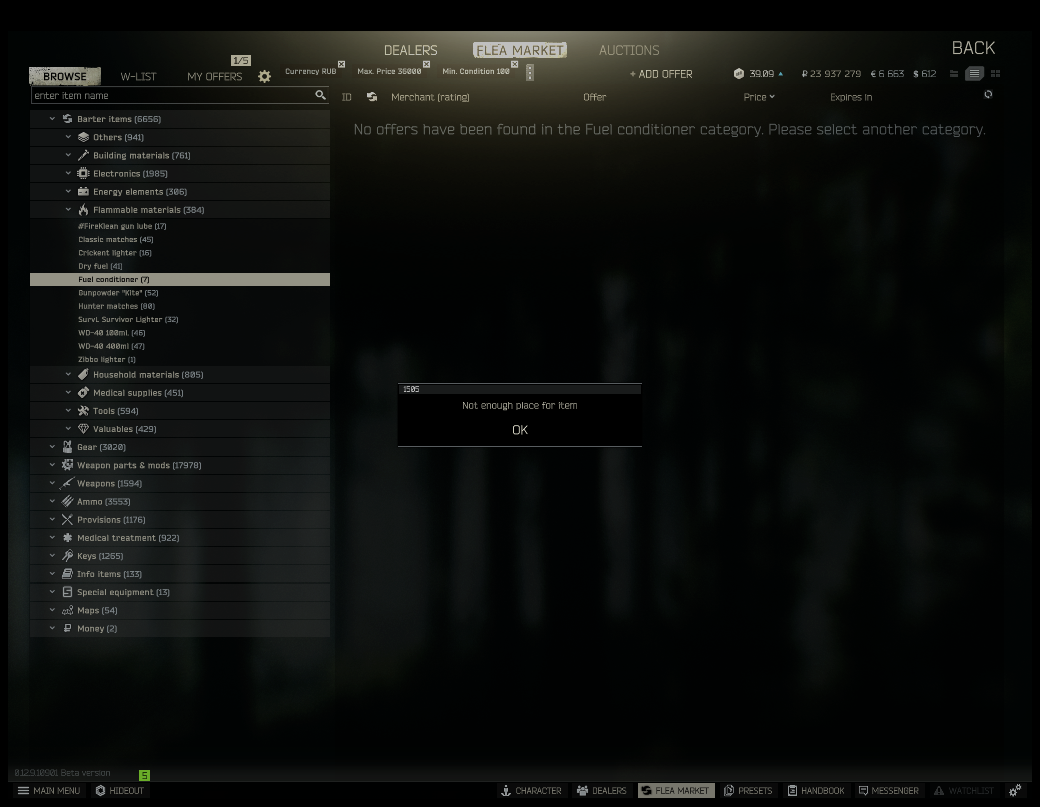 DEALERS FLEA MARKET AUCTIONS BACK
1/5
BROWSE W-LIST MY OFFERS Currency RUB Max. Price 36000 Min. Condition 100 + ADD OFFER 39.09 ₽ 23 937 279 € 6 663 $ 612
enter item name ID Merchant (rating) Offer Price Expires in
No offers have been found in the Fuel conditioner category. Please select another category.
Barter items (6656)
Others (941)
Building materials (761)
Electronics (1985)
Energy elements (306)
Flammable materials (384)
#FireKlean gun lube (17)
Classic matches (45)
Crickent lighter (16)
Dry fuel (41)
Fuel conditioner (7)
Gunpowder "Kite" (52)
Hunter matches (80)
SurvL Survivor Lighter (32)
WD-40 100ml. (46)
WD-40 400ml (47)
Zibbo lighter (1)
Household materials (805)
Medical supplies (451)
Tools (594)
Valuables (429)
Gear (3020)
Weapon parts & mods (17978)
Weapons (1594)
Ammo (3553)
Provisions (1176)
Medical treatment (922)
Keys (1265)
Info items (133)
Special equipment (13)
Maps (54)
Money (2)
1505
Not enough place for item
OK
0.12.9.10901 Beta version
5
MAIN MENU HIDEOUT CHARACTER DEALERS FLEA MARKET PRESETS HANDBOOK MESSENGER WATCHLIST